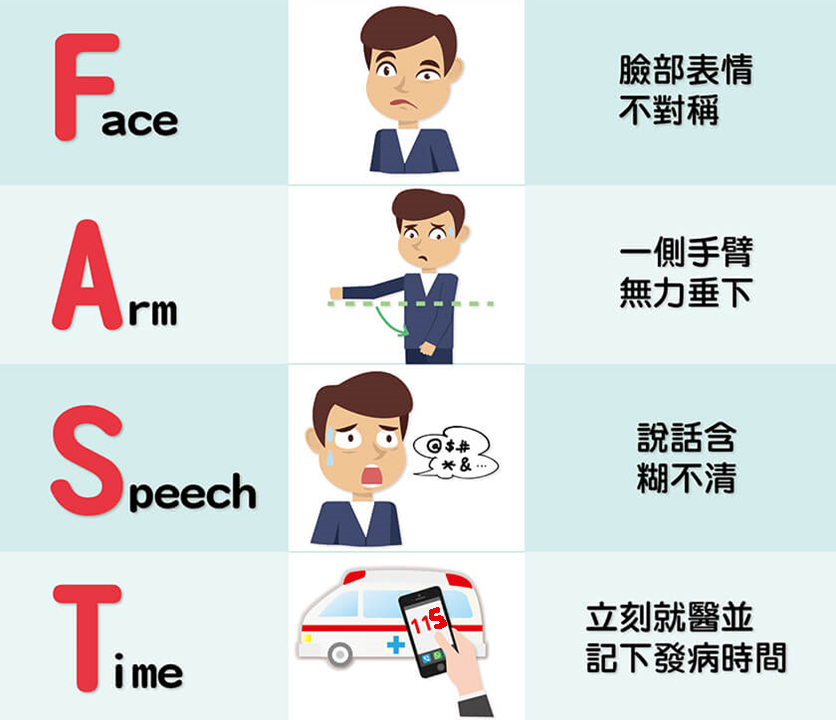 Face
臉部表情
不對稱
Arm
一側手臂
無力垂下
Speech
@$#
*&…
說話含
糊不清
Time
115
立刻就醫並
記下發病時間